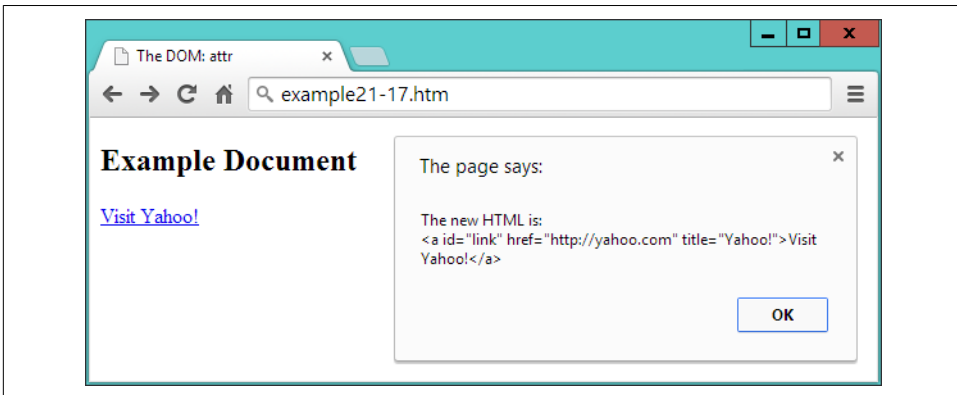 The DOM: attr
example21-17.htm
Example Document
Visit Yahoo!
The page says:
The new HTML is:
<a id="link" href="http://yahoo.com" title="Yahoo!">Visit
Yahoo!</a>
OK